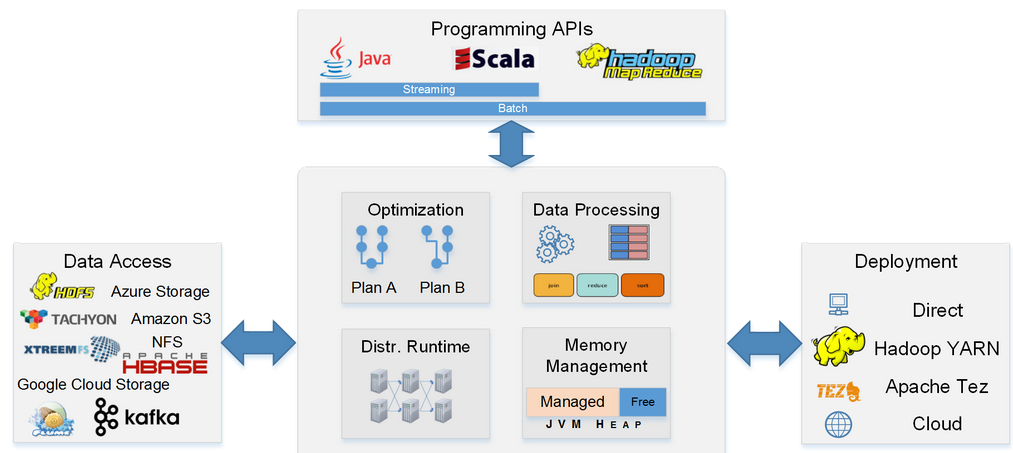 Programming APIs
Java
Scala
hadoop
Map Reduce
Streaming
Batch
Optimization
Plan A
Plan B
Data Processing
join
reduce
sort
Data Access
HDFS
Azure Storage
TACHYON
Amazon S3
XTREEMFS
NFS
APACHE
HBASE
Google Cloud Storage
kafka
Distr. Runtime
Memory
Management
Managed
Free
JVM HEAP
Deployment
Direct
Hadoop YARN
TEZ
Apache Tez
Cloud